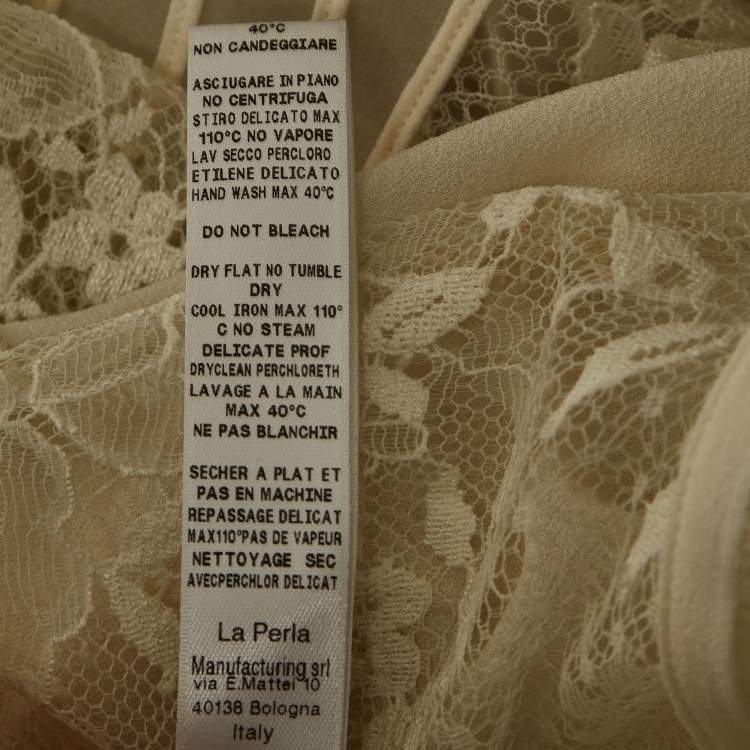 40°C
NON CANDEGGIARE
ASCIUGARE IN PIANO
NO CENTRIFUGA
STIRO DELICATO MAX
110°C NO VAPORE
LAV SECCO PERCLORO
ETILENE DELICATO
HAND WASH MAX 40°C
DO NOT BLEACH
DRY FLAT NO TUMBLE
DRY
COOL IRON MAX 110°
C NO STEAM
DELICATE PROF
DRYCLEAN PERCHLORETH
LAVAGE A LA MAIN
MAX 40°C
NE PAS BLANCHIR
SECHER A PLAT ET
PAS EN MACHINE
REPASSAGE DELICAT
MAX110°PAS DE VAPEUR
NETTOYAGE SEC
AVECPERCHLOR DELICAT
La Perla
Manufacturing srl
via E.Mattei 10
40138 Bologna
Italy